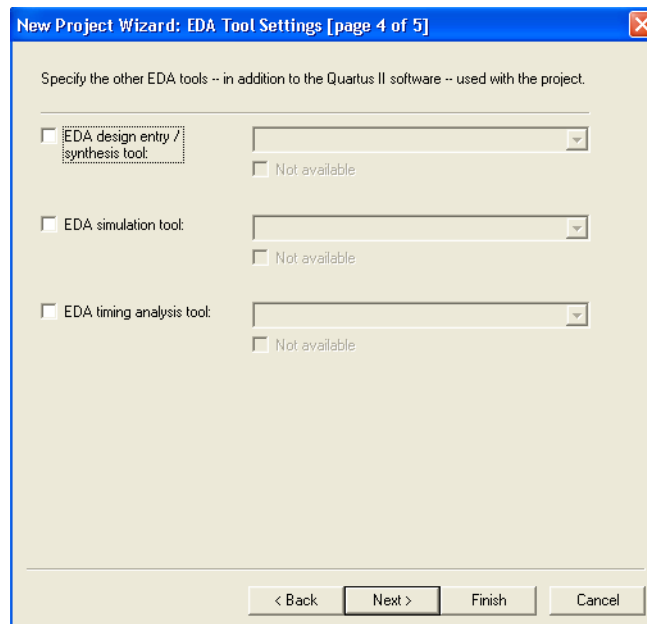 New Project Wizard: EDA Tool Settings [page 4 of 5]
Specify the other EDA tools -- in addition to the Quartus II software -- used with the project.
EDA design entry /
synthesis tool:
Not available
EDA simulation tool:
Not available
EDA timing analysis tool:
Not available
< Back Next > Finish Cancel